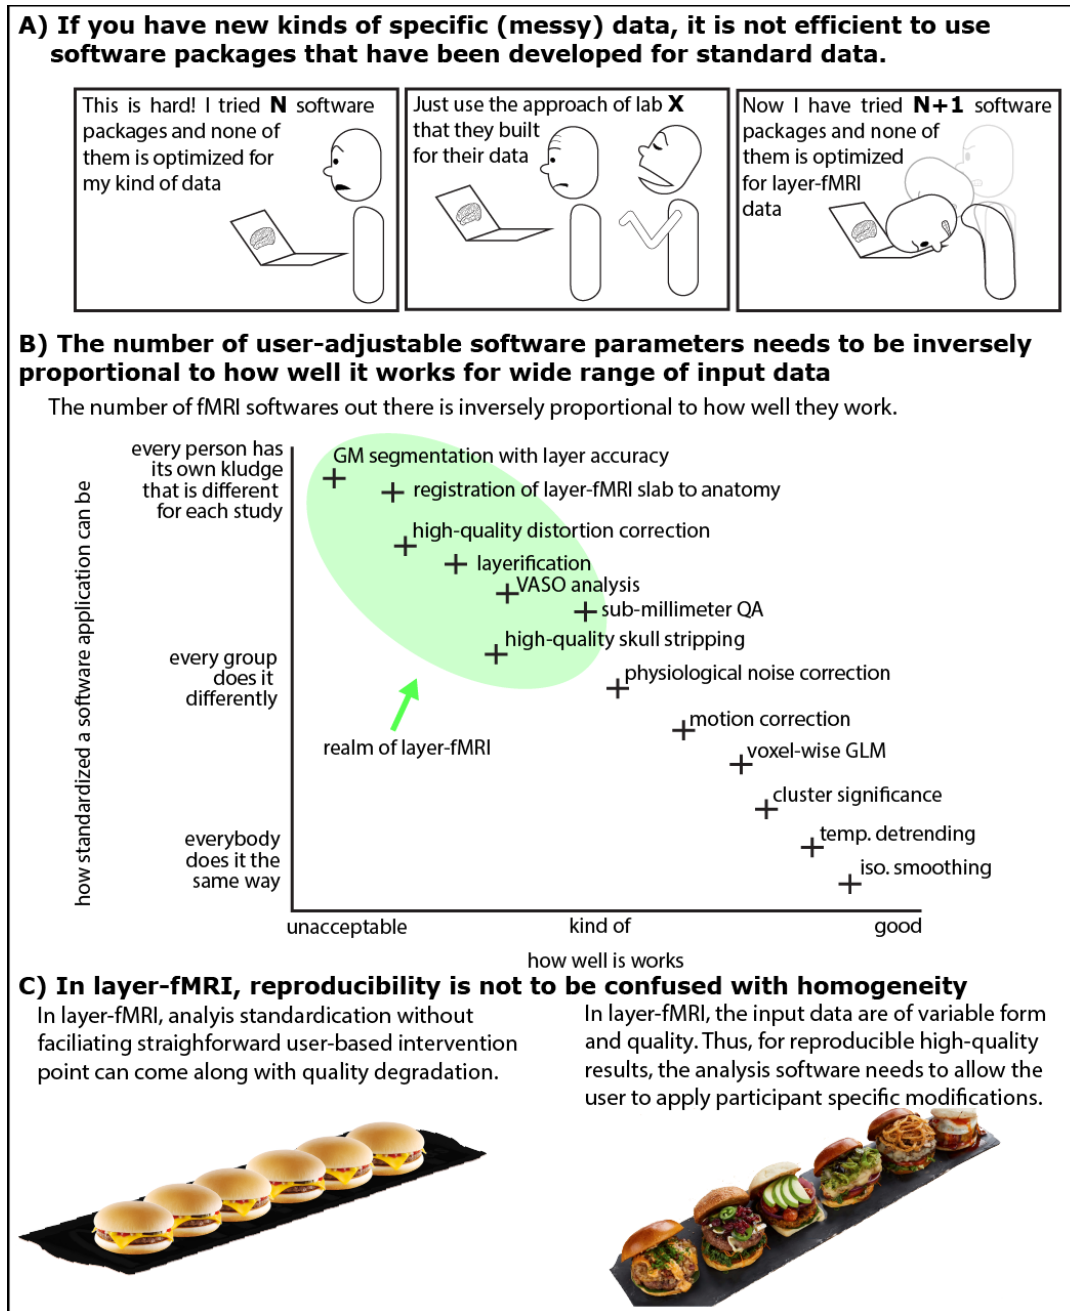 A) If you have new kinds of specific (messy) data, it is not efficient to use
software packages that have been developed for standard data.
This is hard! I tried N software
packages and none of
them is optimized for
my kind of data
Just use the approach of lab X
that they built
for their data
Now I have tried N+1 software
packages and none of
them is optimized
for layer-fMRI
data
B) The number of user-adjustable software parameters needs to be inversely
proportional to how well it works for wide range of input data
The number of fMRI softwares out there is inversely proportional to how well they work.
how standardized a software application can be
every person has
its own kludge
that is different
for each study
every group
does it
differently
everybody
does it the
same way
GM segmentation with layer accuracy
registration of layer-fMRI slab to anatomy
high-quality distortion correction
layerification
VASO analysis
sub-millimeter QA
high-quality skull stripping
physiological noise correction
motion correction
voxel-wise GLM
cluster significance
temp. detrending
iso. smoothing
realm of layer-fMRI
unacceptable
kind of
good
how well is works
C) In layer-fMRI, reproducibility is not to be confused with homogeneity
In layer-fMRI, analyis standardication without
faciliating straighforward user-based intervention
point can come along with quality degradation.
In layer-fMRI, the input data are of variable form
and quality. Thus, for reproducible high-quality
results, the analysis software needs to allow the
user to apply participant specific modifications.